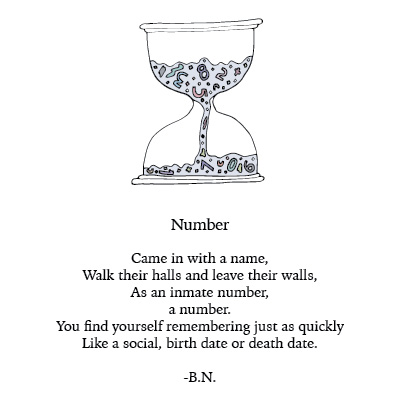 Number
Came in with a name,
Walk their halls and leave their walls,
As an inmate number,
a number.
You find yourself remembering just as quickly
Like a social, birth date or death date.
-B.N.